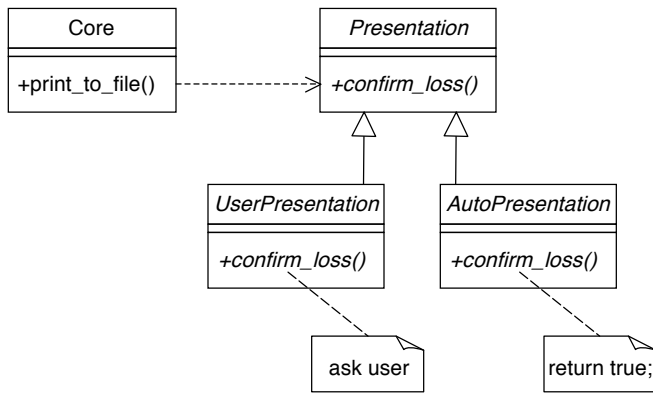 Core
Presentation
+print_to_file()
+confirm_loss()
UserPresentation
AutoPresentation
+confirm_loss()
+confirm_loss()
ask user
return true;